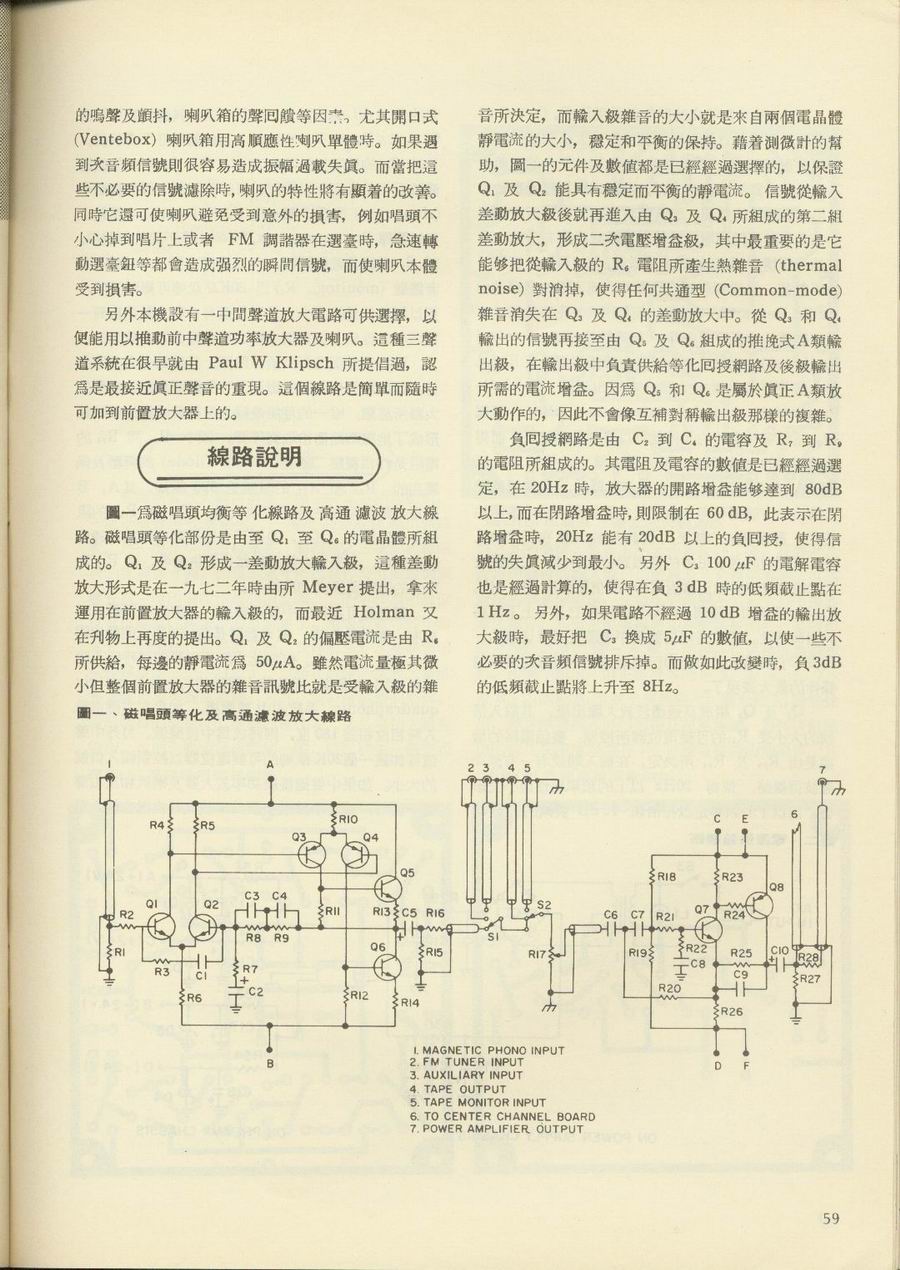 的鳴聲及顫抖，喇叭箱的聲回饋等因素。尤其開口式
(Ventebox) 喇叭箱用高順應性喇叭單體時。如果遇
到次音頻信號則很容易造成振幅過載失眞。而當把這
些不必要的信號濾除時，喇叭的特性將有顯着的改善。
同時它還可使喇叭避免受到意外的損害，例如唱頭不
小心掉到唱片上或者 FM 調諧器在選臺時，急速轉
動選臺鈕等都會造成强烈的瞬間信號，而使喇叭本體
受到損害。
另外本機設有一中間聲道放大電路可供選擇，以
便能用以推動前中聲道功率放大器及喇叭。這種三聲
道系統在很早就由 Paul W Klipsch 所提倡過，認
爲是最接近眞正聲音的重現。這個線路是簡單而隨時
可加到前置放大器上的。
線路說明
圖一爲磁唱頭均衡等化線路及高通濾波放大線
路。磁唱頭等化部份是由至 Q₁ 至 Q₆ 的電晶體所組
成的。 Q₁ 及 Q₂ 形成一差動放大輸入級，這種差動
放大形式是在一九七二年時由所 Meyer 提出，拿來
運用在前置放大器的輸入級的，而最近 Holman 又
在刋物上再度的提出。Q₁ 及 Q₂ 的偏壓電流是由 R₆
所供給，每邊的靜電流爲 50μA。雖然電流量極其微
小但整個前置放大器的雜音訊號比就是受輸入級的雜
音所決定，而輸入級雜音的大小就是來自兩個電晶體
靜電流的大小，穩定和平衡的保持。藉着測微計的幫
助，圖一的元件及數值都是已經經過選擇的，以保證
Q₁ 及 Q₂ 能具有穩定而平衡的靜電流。信號從輸入
差動放大級後就再進入由 Q₃ 及 Q₄ 所組成的第二組
差動放大，形成二次電壓增益級，其中最重要的是它
能够把從輸入級的 R₆ 電阻所產生熱雜音 (thermal
noise) 對消掉，使得任何共通型 (Common-mode)
雜音消失在 Q₃ 及 Q₄ 的差動放大中。從 Q₃ 和 Q₄
輸出的信號再接至由 Q₅ 及 Q₆ 組成的推挽式A類輸
出級，在輸出級中負責供給等化回授網路及後級輸出
所需的電流增益。因爲 Q₅ 和 Q₆ 是屬於眞正A類放
大動作的，因此不會像互補對稱輸出級那樣的複雜。
負回授網路是由 C₂ 到 C₄ 的電容及 R₇ 到 R₉
的電阻所組成的。其電阻及電容的數值是已經經過選
定，在 20Hz 時，放大器的開路增益能够達到 80dB
以上，而在閉路增益時，則限制在 60 dB，此表示在閉
路增益時，20Hz 能有 20dB 以上的負回授，使得信
號的失眞減少到最小。另外 C₂ 100 μF 的電解電容
也是經過計算的，使得在負 3 dB 時的低頻截止點在
1 Hz 。另外，如果電路不經過 10 dB 增益的輸出放
大級時，最好把 C₂ 換成 5μF 的數值，以使一些不
必要的次音頻信號排斥掉。而做如此改變時，負 3dB
的低頻截止點將上升至 8Hz。
圖一、磁唱頭等化及高通濾波放大線路
1 A 2 3 4 5 7
C E 6
R4 R5 R10 Q3 Q4
Q5 R18 R23 Q8
Q1 Q2 C3 C4 R11 R13 C5 R16 S2 C6 C7 R21 Q7 R24
R2 R8 R9 S1
R1 R3 C1 R7 C2 Q6 R15 R17 R19 R22 C8 R25 C10 R28
C9 R27
R6 R12 R14 R20 R26
B D F
1. MAGNETIC PHONO INPUT
2. FM TUNER INPUT
3. AUXILIARY INPUT
4. TAPE OUTPUT
5. TAPE MONITOR INPUT
6. TO CENTER CHANNEL BOARD
7. POWER AMPLIFIER OUTPUT
59